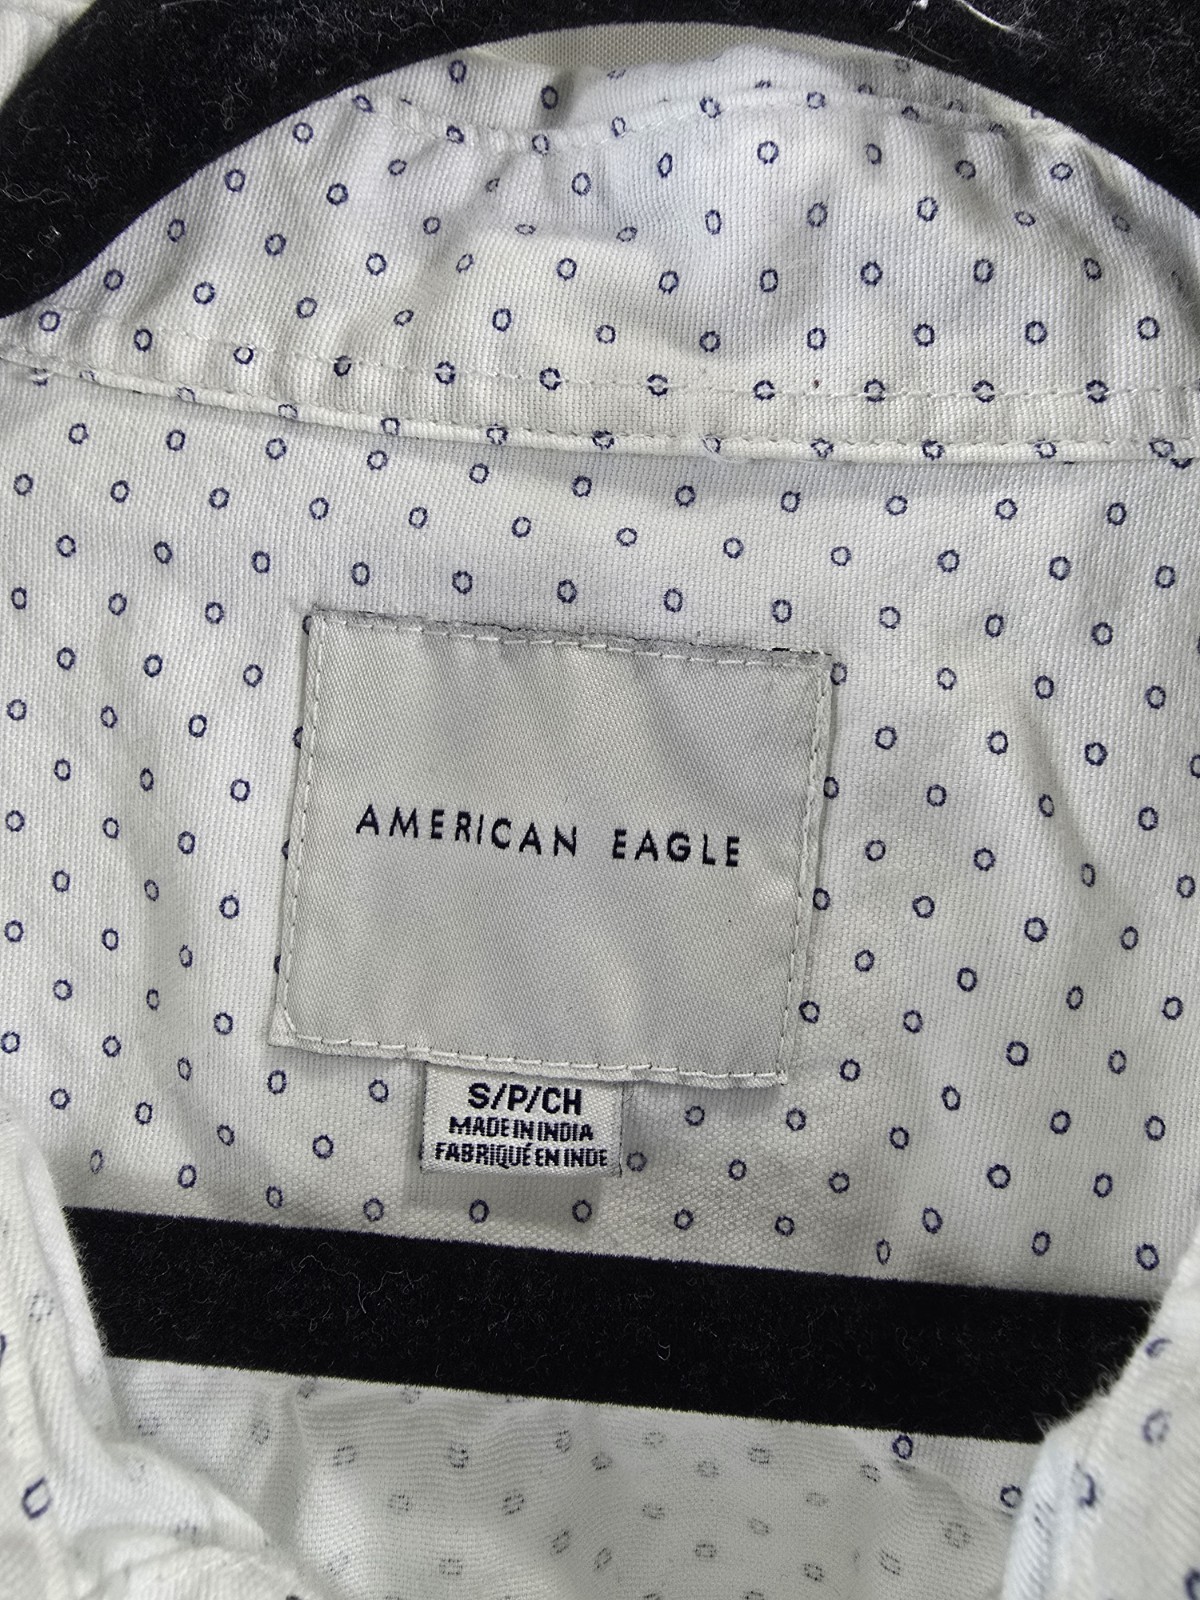 AMERICAN EAGLE
S/P/CH
MADE IN INDIA
FABRIQUÉ EN INDE